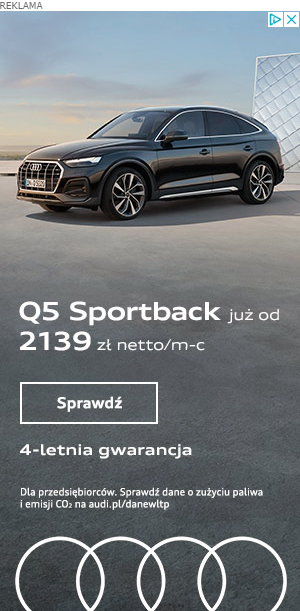 REKLAMA
Q5 Sportback już od
2139 zł netto/m-c
Sprawdź
4-letnia gwarancja
Dla przedsiębiorców. Sprawdź dane o zużyciu paliwa
i emisji CO₂ na audi.pl/danewltp